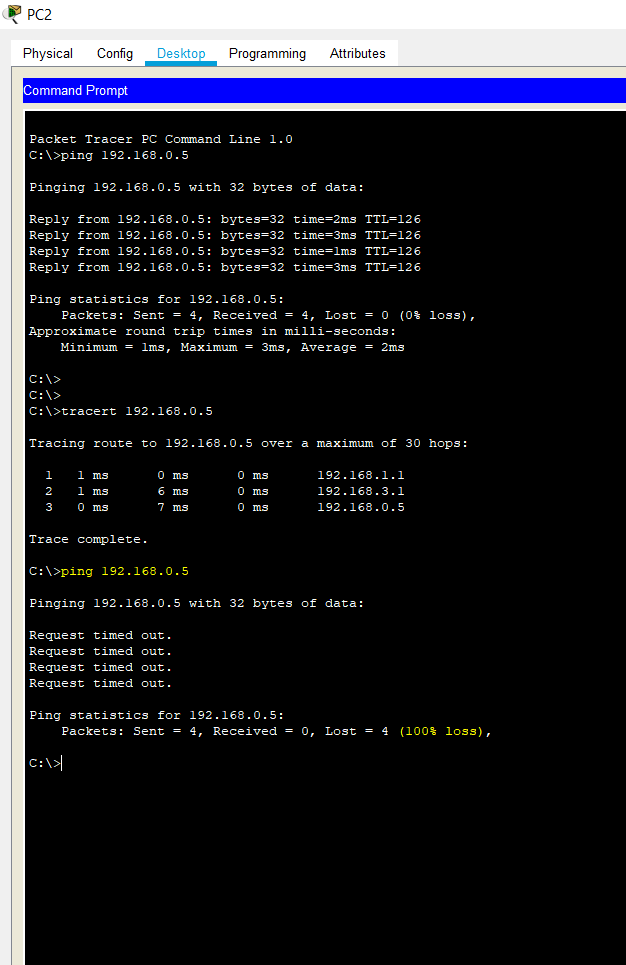 PC2
Physical Config Desktop Programming Attributes
Command Prompt
Packet Tracer PC Command Line 1.0
C:\>ping 192.168.0.5
Pinging 192.168.0.5 with 32 bytes of data:
Reply from 192.168.0.5: bytes=32 time=2ms TTL=126
Reply from 192.168.0.5: bytes=32 time=3ms TTL=126
Reply from 192.168.0.5: bytes=32 time=1ms TTL=126
Reply from 192.168.0.5: bytes=32 time=3ms TTL=126
Ping statistics for 192.168.0.5:
    Packets: Sent = 4, Received = 4, Lost = 0 (0% loss),
Approximate round trip times in milli-seconds:
    Minimum = 1ms, Maximum = 3ms, Average = 2ms
C:\>
C:\>
C:\>tracert 192.168.0.5
Tracing route to 192.168.0.5 over a maximum of 30 hops:
  1   1 ms      0 ms      0 ms      192.168.1.1
  2   1 ms      6 ms      0 ms      192.168.3.1
  3   0 ms      7 ms      0 ms      192.168.0.5
Trace complete.
C:\>ping 192.168.0.5
Pinging 192.168.0.5 with 32 bytes of data:
Request timed out.
Request timed out.
Request timed out.
Request timed out.
Ping statistics for 192.168.0.5:
    Packets: Sent = 4, Received = 0, Lost = 4 (100% loss),
C:\>